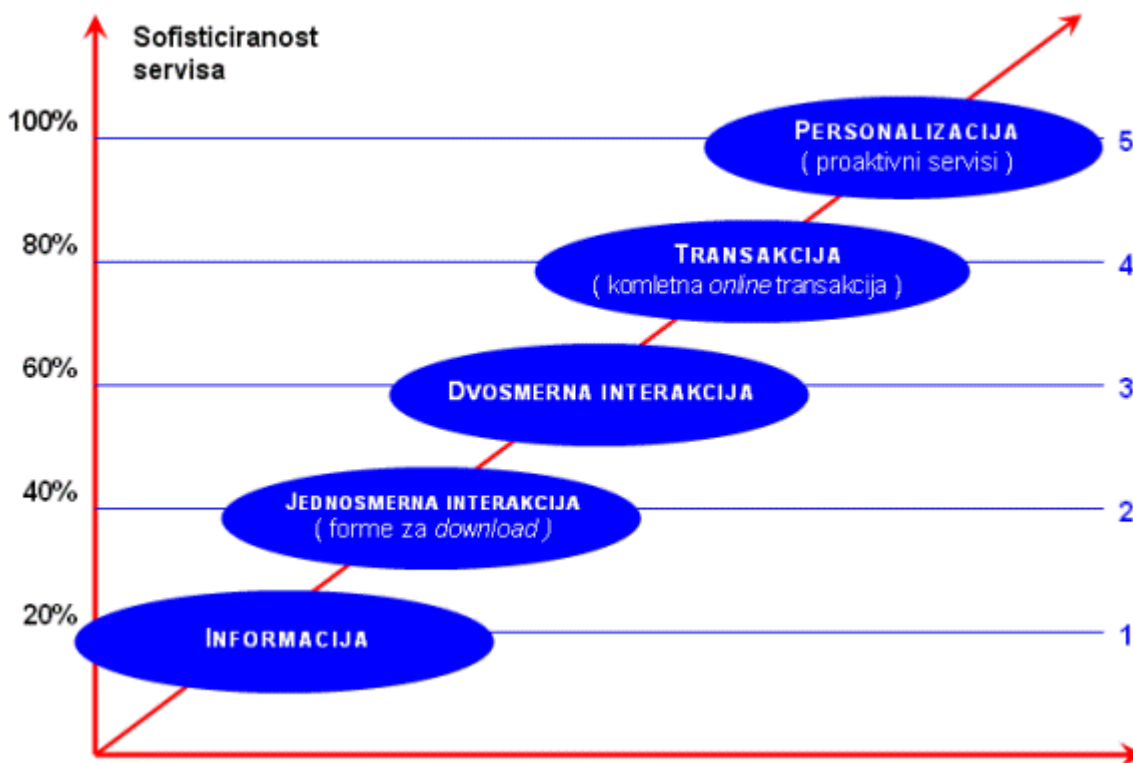 Sofisticiranost
servisa
100%
PERSONALIZACIJA
( proaktivni servisi )
5
80%
TRANSAKCIJA
( komletna online transakcija )
4
60%
DVOSMERNA INTERAKCIJA
3
40%
JEDNOSMERNA INTERAKCIJA
( forme za download )
2
20%
INFORMACIJA
1